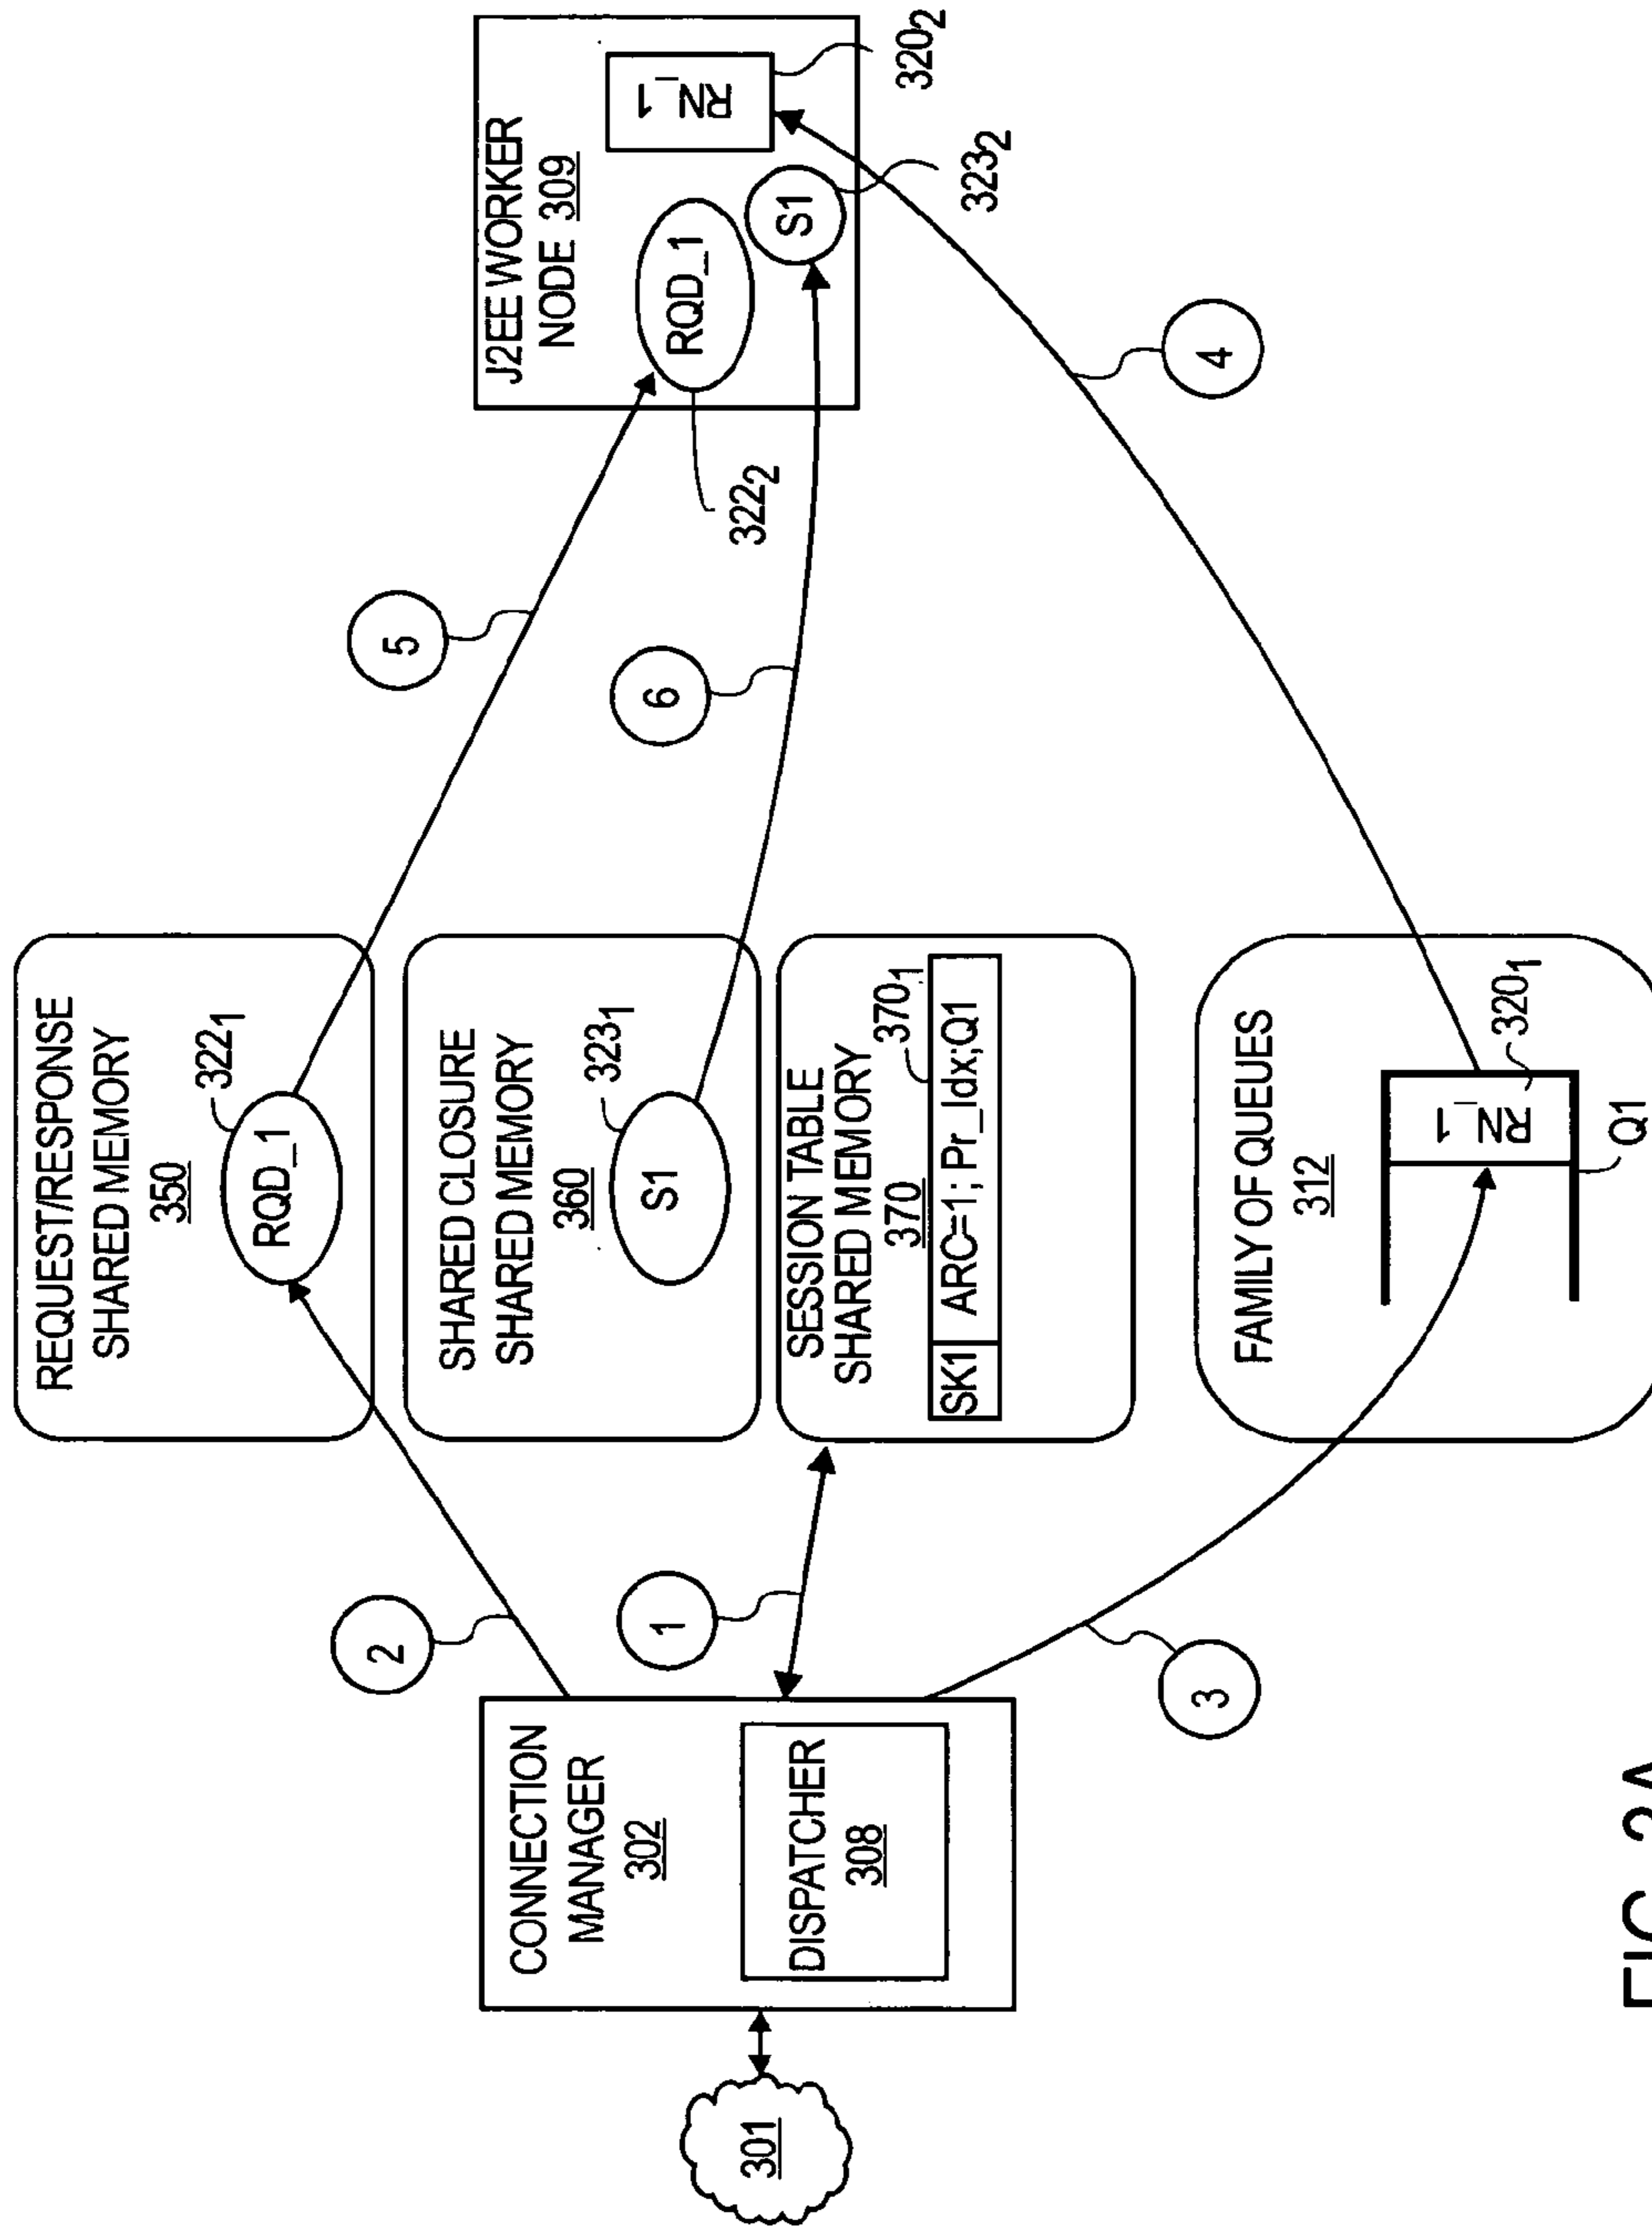 REQUEST/RESPONSE
SHARED MEMORY
350
322₁
RQD_1
SHARED CLOSURE
SHARED MEMORY
360
323₁
S1
SESSION TABLE
SHARED MEMORY
370
370₁
SK1 ARC=1; Pr_Idx;Q1
FAMILY OF QUEUES
312
RN_1
320₁
Q1
301
CONNECTION
MANAGER
302
DISPATCHER
308
2
1
3
5
6
4
J2EE WORKER
NODE 309
RQD_1
S1
RN_1
322₂
323₂
320₂